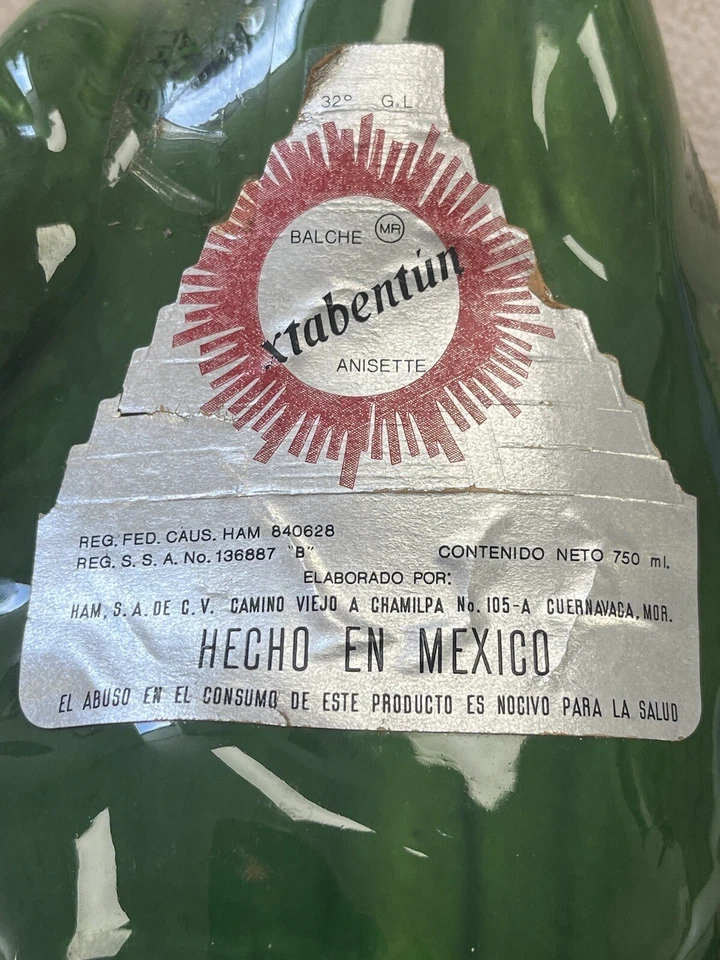 32° G.L.
BALCHE MR
xtabentún
ANISETTE
REG. FED. CAUS. HAM 840628
REG. S. S. A. No. 136887 "B"
CONTENIDO NETO 750 ml.
ELABORADO POR:
HAM, S.A. DE C.V. CAMINO VIEJO A CHAMILPA No. 105-A CUERNAVACA, MOR.
HECHO EN MEXICO
EL ABUSO EN EL CONSUMO DE ESTE PRODUCTO ES NOCIVO PARA LA SALUD